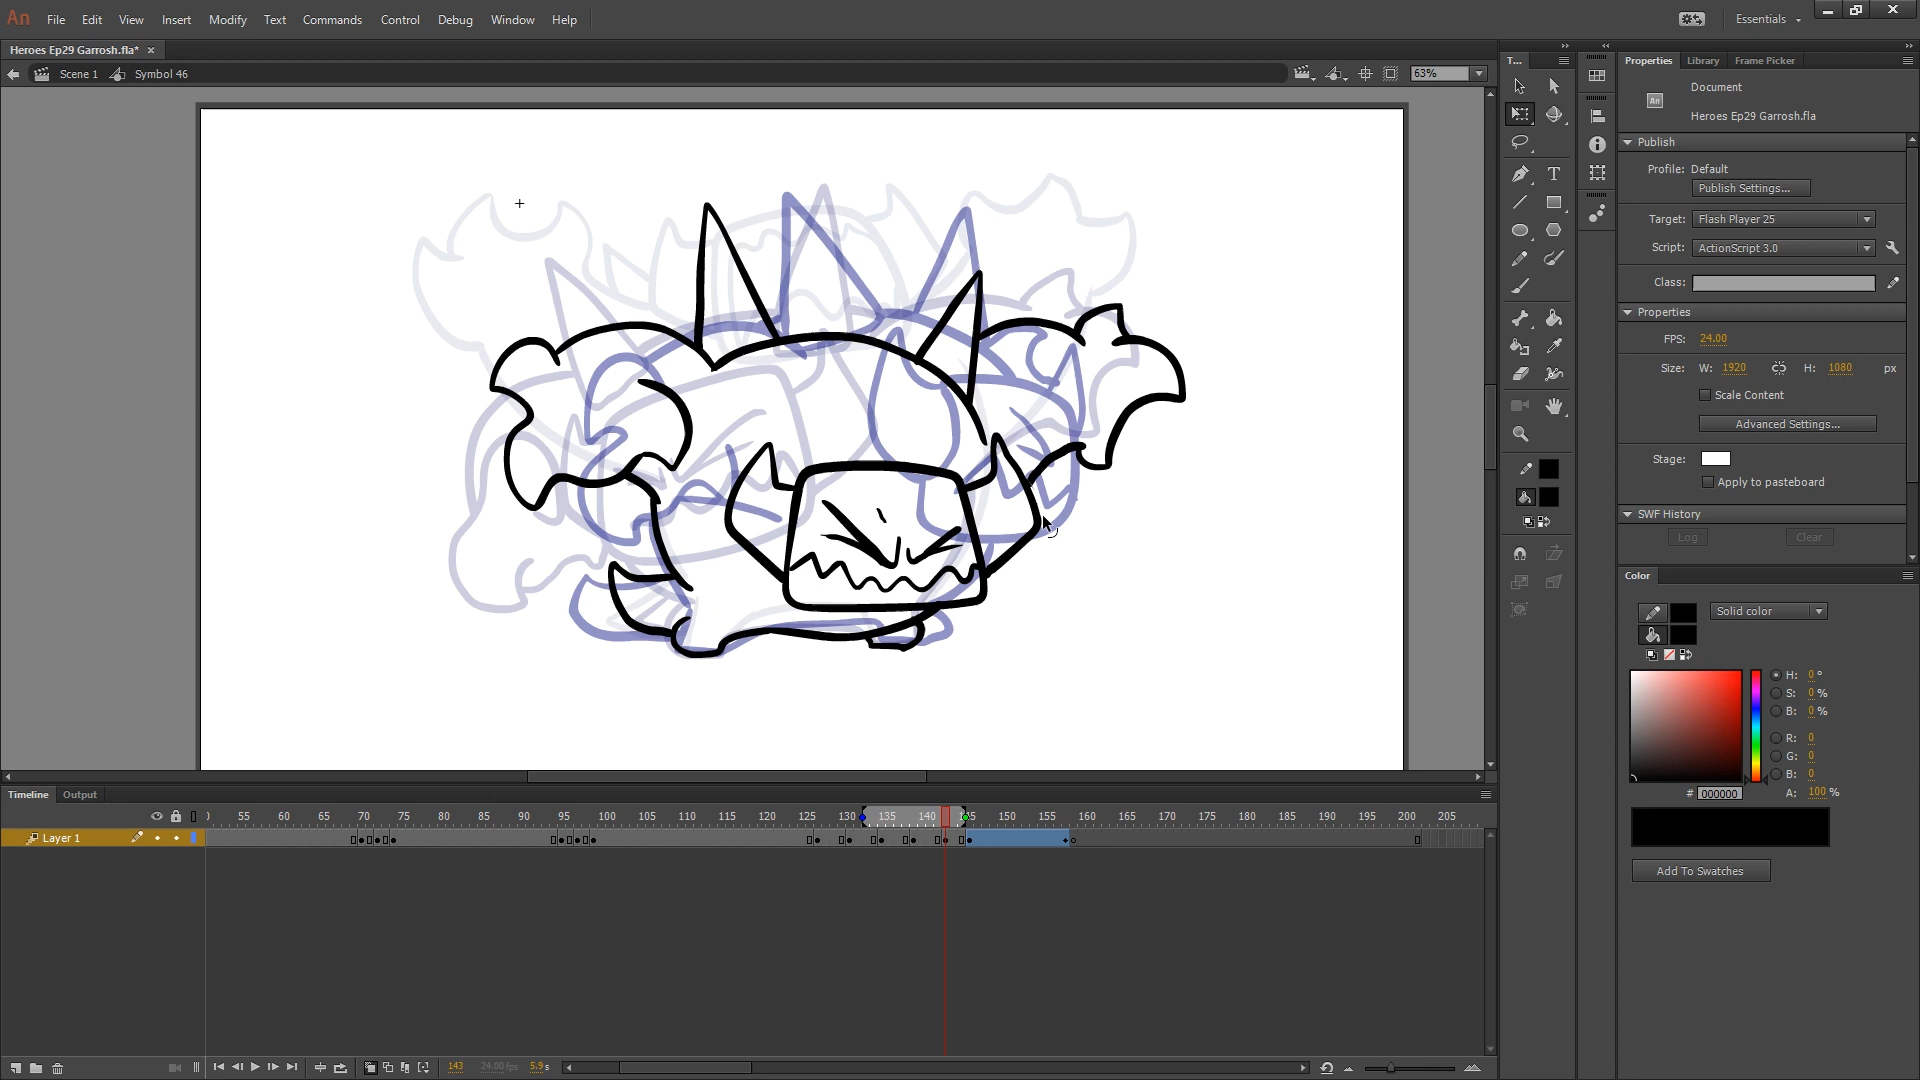 An File Edit View Insert Modify Text Commands Control Debug Window Help Essentials
Heroes Ep29 Garrosh.fla*
Scene 1 Symbol 46 63%
T... Properties Library Frame Picker
Document
An Heroes Ep29 Garrosh.fla
Publish
Profile: Default
Publish Settings...
Target: Flash Player 25
Script: ActionScript 3.0
Class:
Properties
FPS: 24.00
Size: W: 1920 H: 1080 px
Scale Content
Advanced Settings...
Stage:
Apply to pasteboard
SWF History
Log Clear
Color
Solid color
H: 0 °
S: 0 %
B: 0 %
R: 0
G: 0
B: 0
# 000000 A: 100 %
Add To Swatches
Timeline Output
55 60 65 70 75 80 85 90 95 100 105 110 115 120 125 130 135 140 45 150 155 160 165 170 175 180 185 190 195 200 205
Layer 1
143 24.00 fps 5.9 s